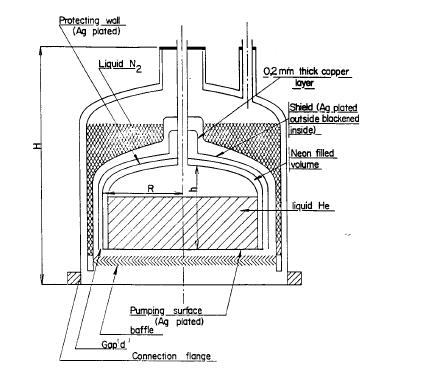 Protecting wall
(Ag plated)
Liquid N2
0,2 mm thick copper
layer
Shield (Ag plated
outside blackened
inside)
Neon filled
volume
H
R
h
liquid He
Pumping surface
(Ag plated)
baffle
Gap 'd'
Connection flange